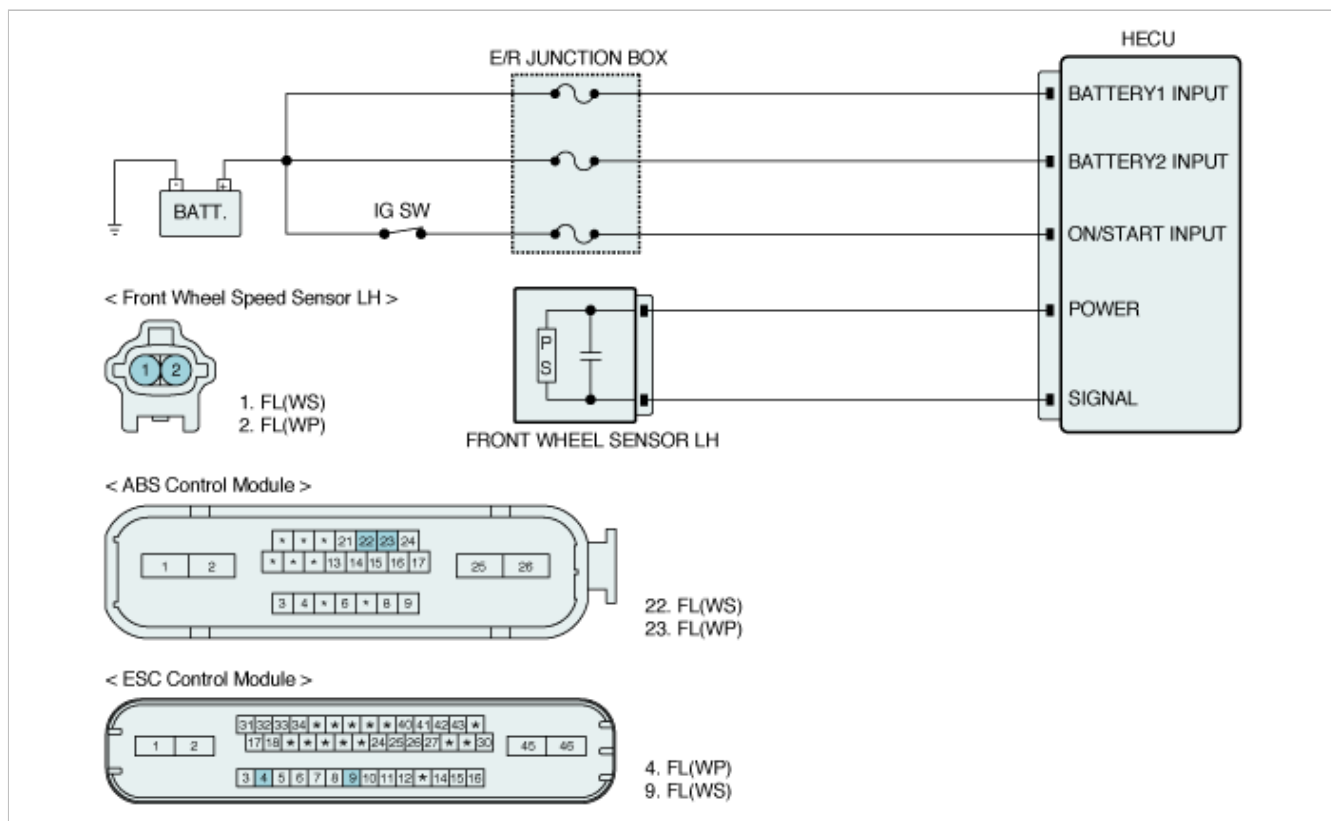 HECU
E/R JUNCTION BOX
BATTERY1 INPUT
BATTERY2 INPUT
- +
BATT.
IG SW
ON/START INPUT
< Front Wheel Speed Sensor LH >
POWER
P
S
1 2
1. FL(WS)
2. FL(WP)
SIGNAL
FRONT WHEEL SENSOR LH
< ABS Control Module >
* * * 21 22 23 24
* * * 13 14 15 16 17
1 2
25 26
3 4 * 6 * 8 9
22. FL(WS)
23. FL(WP)
< ESC Control Module >
31 32 33 34 * * * * * 40 41 42 43 *
17 18 * * * * * 24 25 26 27 * * 30
1 2
45 46
3 4 5 6 7 8 9 10 11 12 * 14 15 16
4. FL(WP)
9. FL(WS)